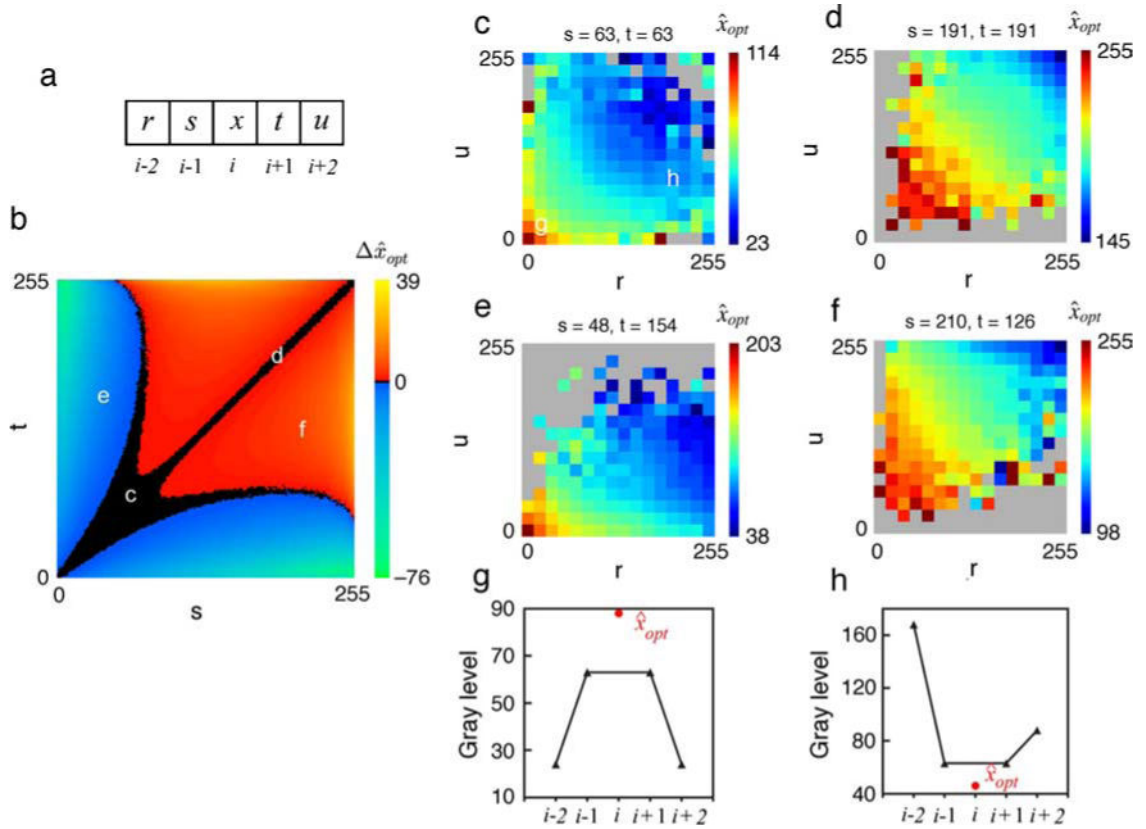 a
r s x t u
i-2 i-1 i i+1 i+2
b
Δx̂opt
255
39
0
−76
t
0
0
255
s
c
d
e
f
c
s = 63, t = 63
x̂opt
255
114
u
h
g
0
23
0
255
r
d
s = 191, t = 191
x̂opt
255
255
u
0
145
0
255
r
e
s = 48, t = 154
x̂opt
255
203
u
0
38
0
255
r
f
s = 210, t = 126
x̂opt
255
255
u
0
98
0
255
r
g
90
70
50
30
10
Gray level
x̂opt
i-2 i-1 i i+1 i+2
h
160
120
80
40
Gray level
x̂opt
i-2 i-1 i i+1 i+2